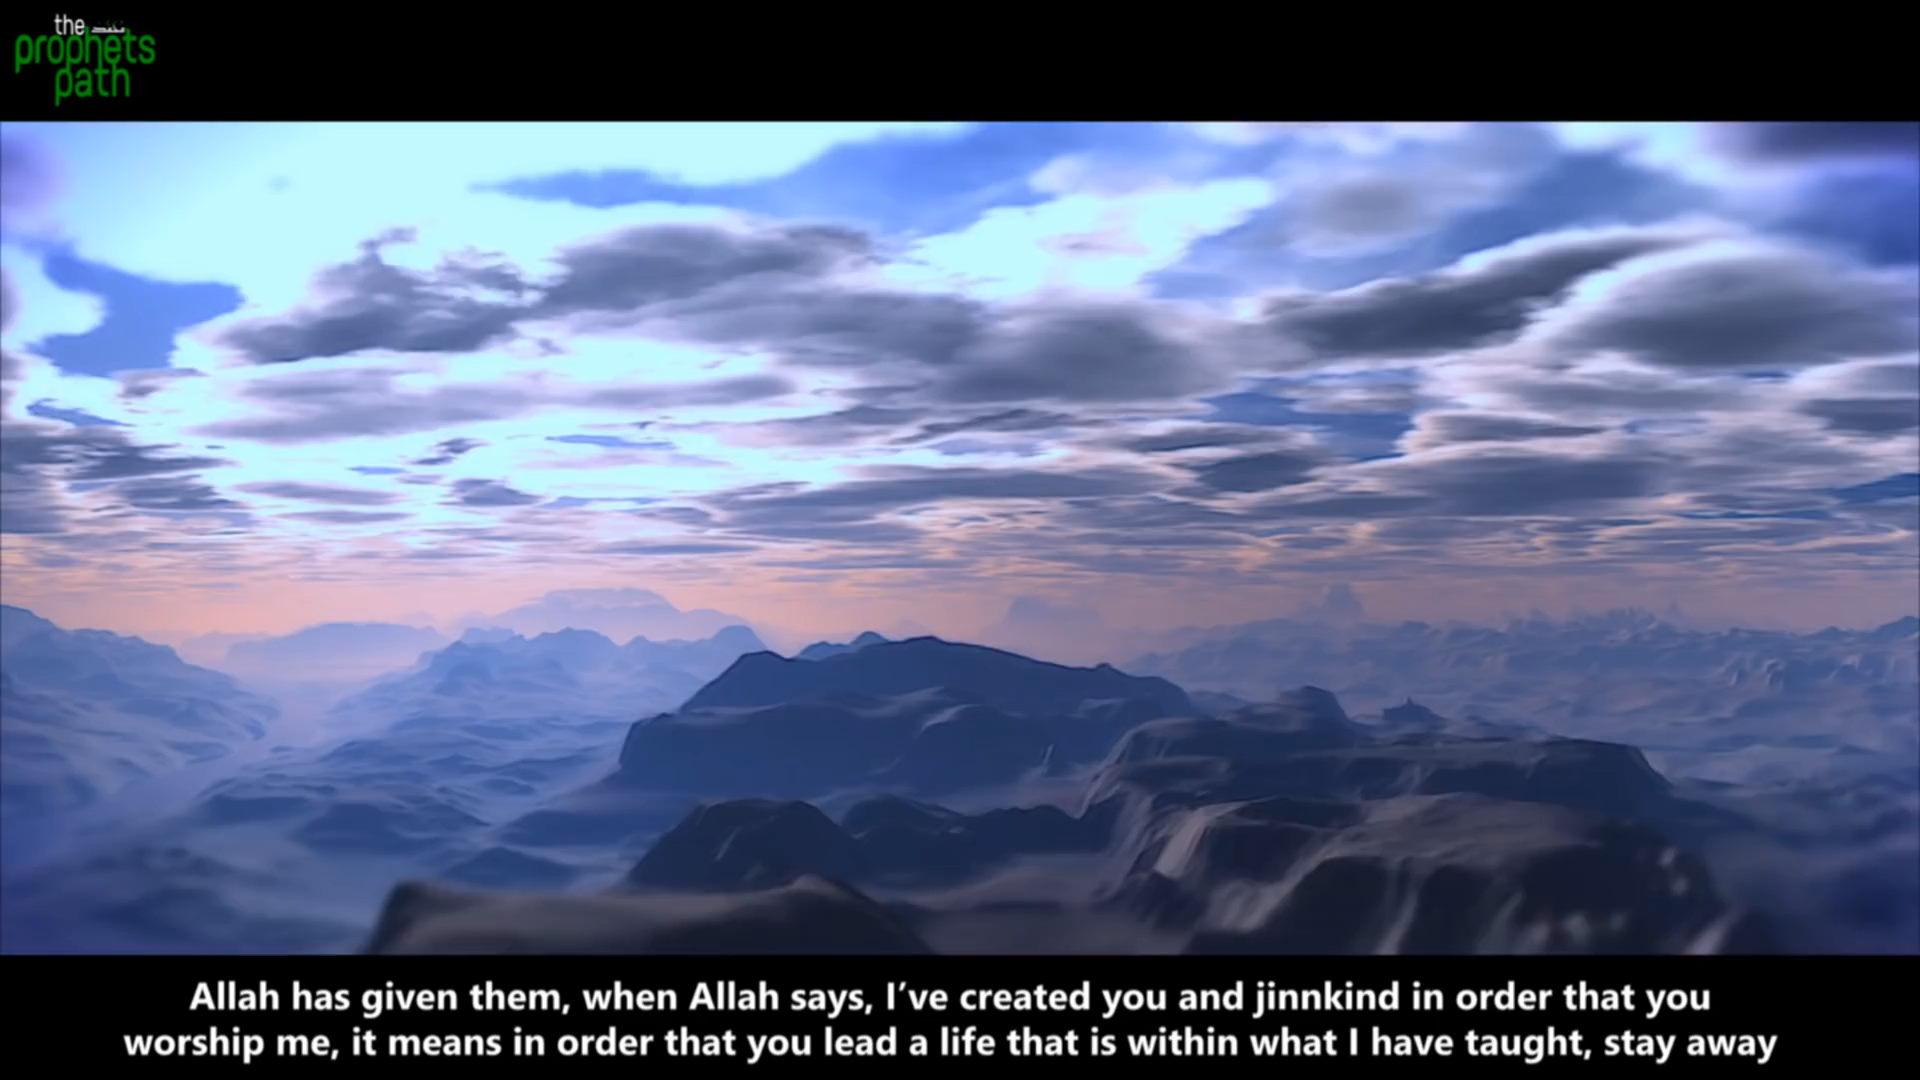 the محمد
prophets
path
Allah has given them, when Allah says, I’ve created you and jinnkind in order that you
worship me, it means in order that you lead a life that is within what I have taught, stay away